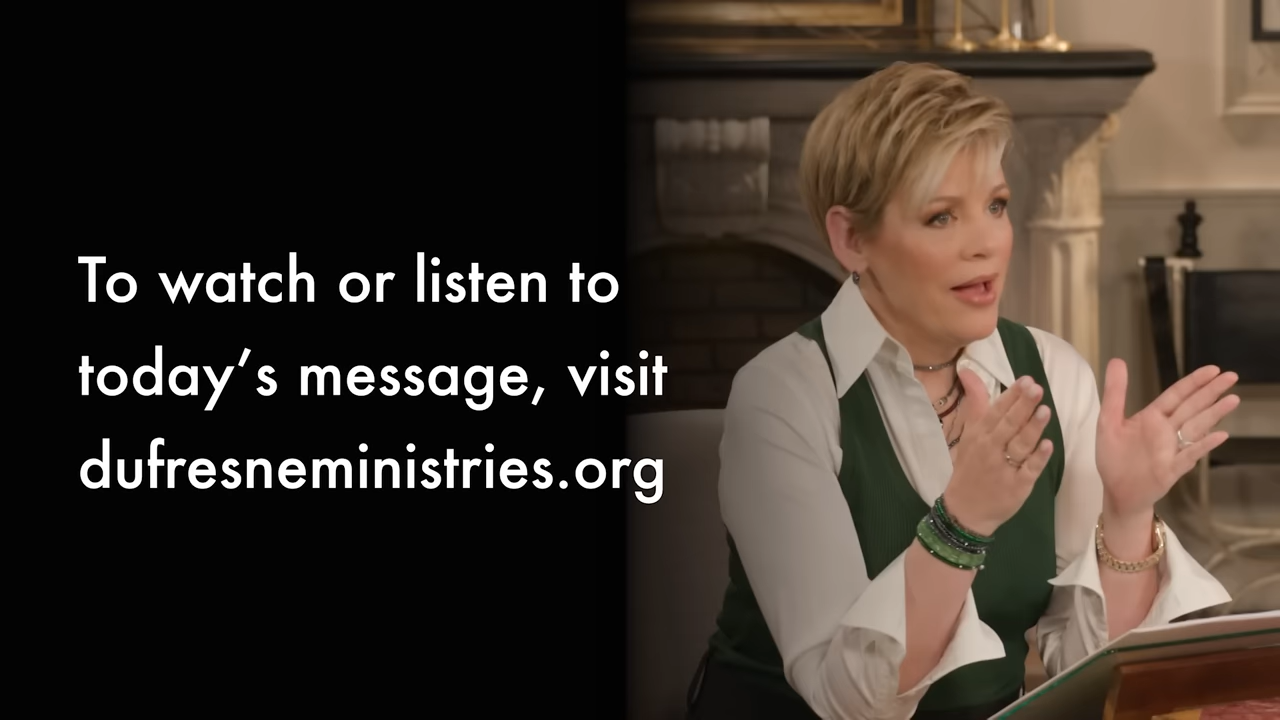 To watch or listen to
today’s message, visit
dufresneministries.org